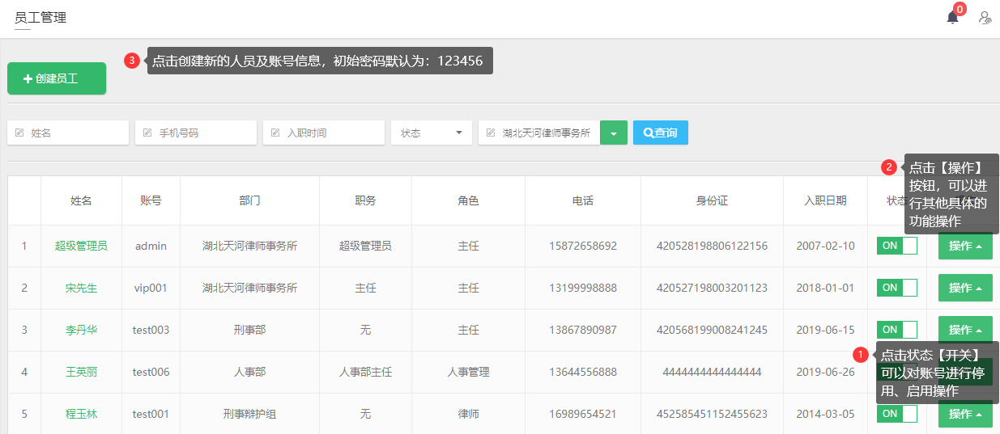 员工管理
0
3
点击创建新的人员及账号信息，初始密码默认为：123456
创建员工
姓名 手机号码 入职时间 状态 湖北天河律师事务所 查询
2
点击【操作】
按钮，可以进
行其他具体的
功能操作
姓名 账号 部门 职务 角色 电话 身份证 入职日期 状态
1 超级管理员 admin 湖北天河律师事务所 超级管理员 主任 15872658692 420528198806122156 2007-02-10 ON 操作
2 宋先生 vip001 湖北天河律师事务所 主任 主任 13199998888 420527198003201123 2018-01-01 ON 操作
3 李丹华 test003 刑事部 无 主任 13867890987 420568199008241245 2019-06-15 ON 操作
1
点击状态【开关】
可以对账号进行停
用、启用操作
4 王英丽 test006 人事部 人事部主任 人事管理 13644556888 4444444444444444 2019-06-26
5 程玉林 test001 刑事辩护组 无 律师 16989654521 452585451152455623 2014-03-05 ON 操作